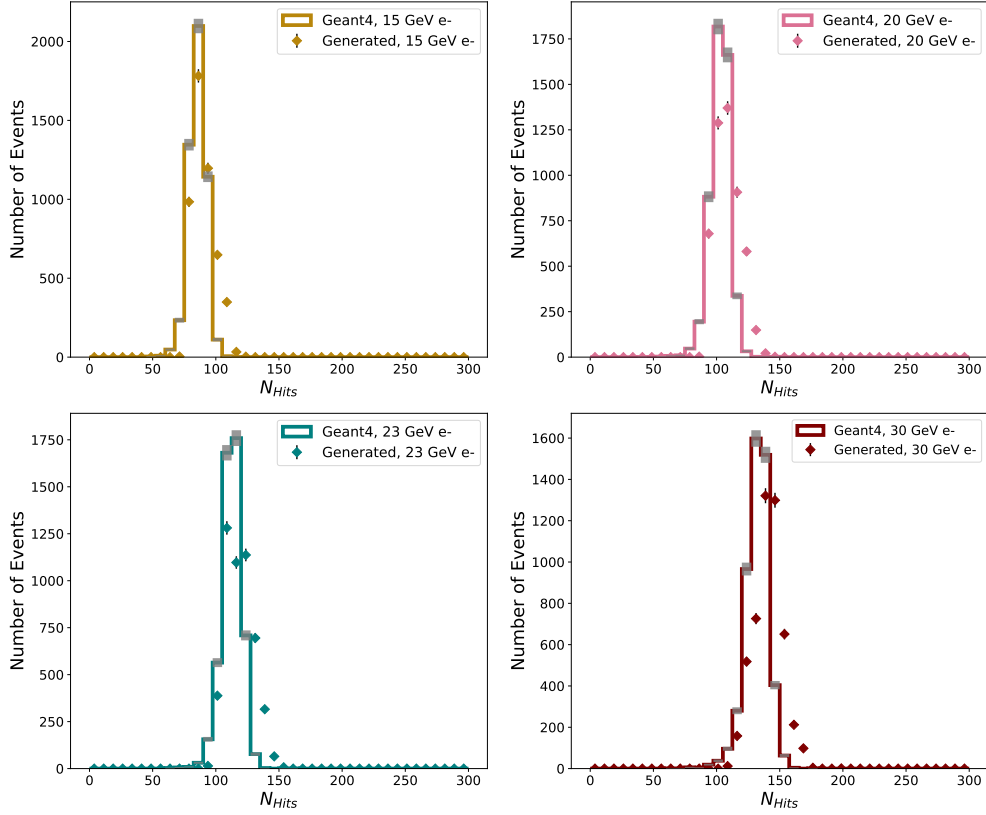 Geant4, 15 GeV e-
Generated, 15 GeV e-
Number of Events
2000
1500
1000
500
0
0 50 100 150 200 250 300
N_Hits
Geant4, 20 GeV e-
Generated, 20 GeV e-
Number of Events
1750
1500
1250
1000
750
500
250
0
0 50 100 150 200 250 300
N_Hits
Geant4, 23 GeV e-
Generated, 23 GeV e-
Number of Events
1750
1500
1250
1000
750
500
250
0
0 50 100 150 200 250 300
N_Hits
Geant4, 30 GeV e-
Generated, 30 GeV e-
Number of Events
1600
1400
1200
1000
800
600
400
200
0
0 50 100 150 200 250 300
N_Hits